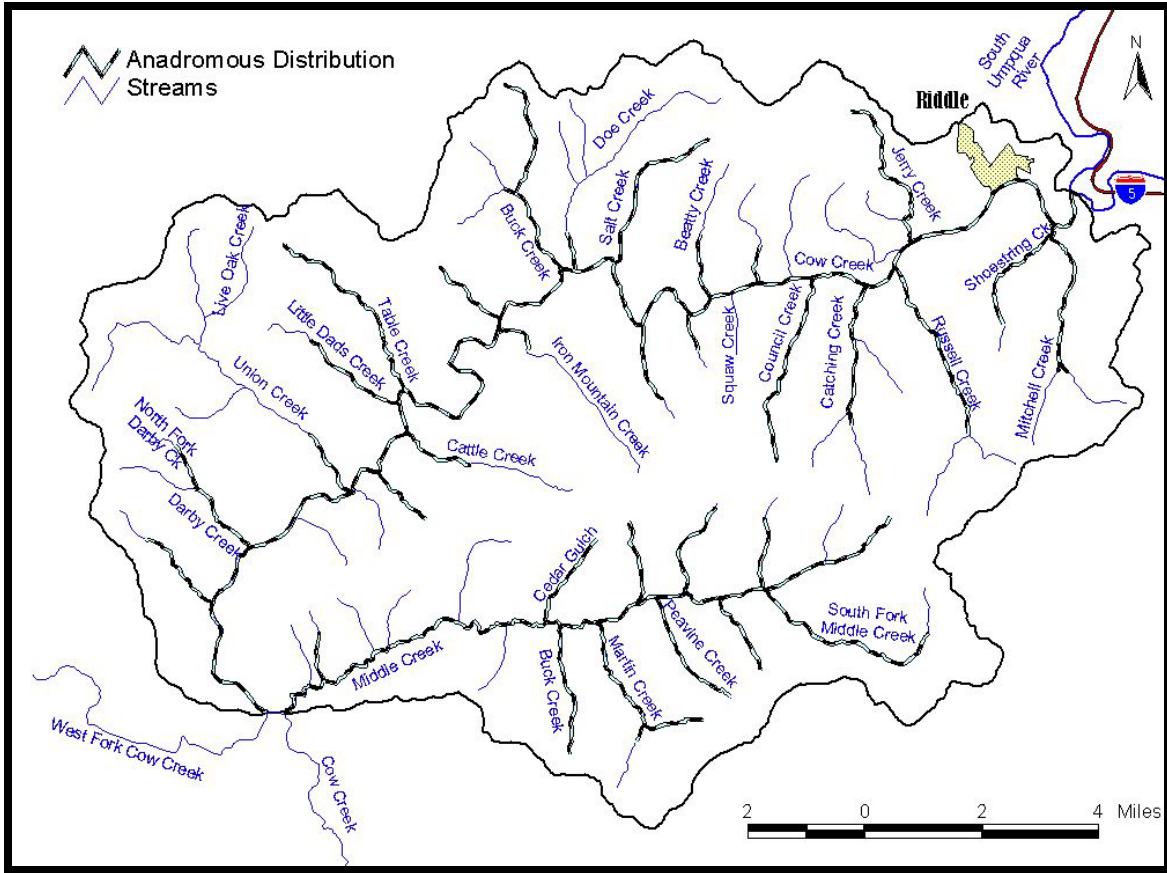 Anadromous Distribution
Streams
South
Umpqua
River
N
Riddle
5
Doe Creek
Jerry Creek
Salt Creek
Beatty Creek
Buck Creek
Live Oak Creek
Shoestring Ck
Cow Creek
Table Creek
Little Dads Creek
Squaw Creek
Council Creek
Catching Creek
Russell Creek
Iron Mountain Creek
Mitchell Creek
Union Creek
North Fork
Darby Ck
Cattle Creek
Darby Creek
Cedar Gulch
South Fork
Middle Creek
Peavine Creek
Martin Creek
Middle Creek
Buck Creek
West Fork Cow Creek
Cow Creek
2 0 2 4 Miles